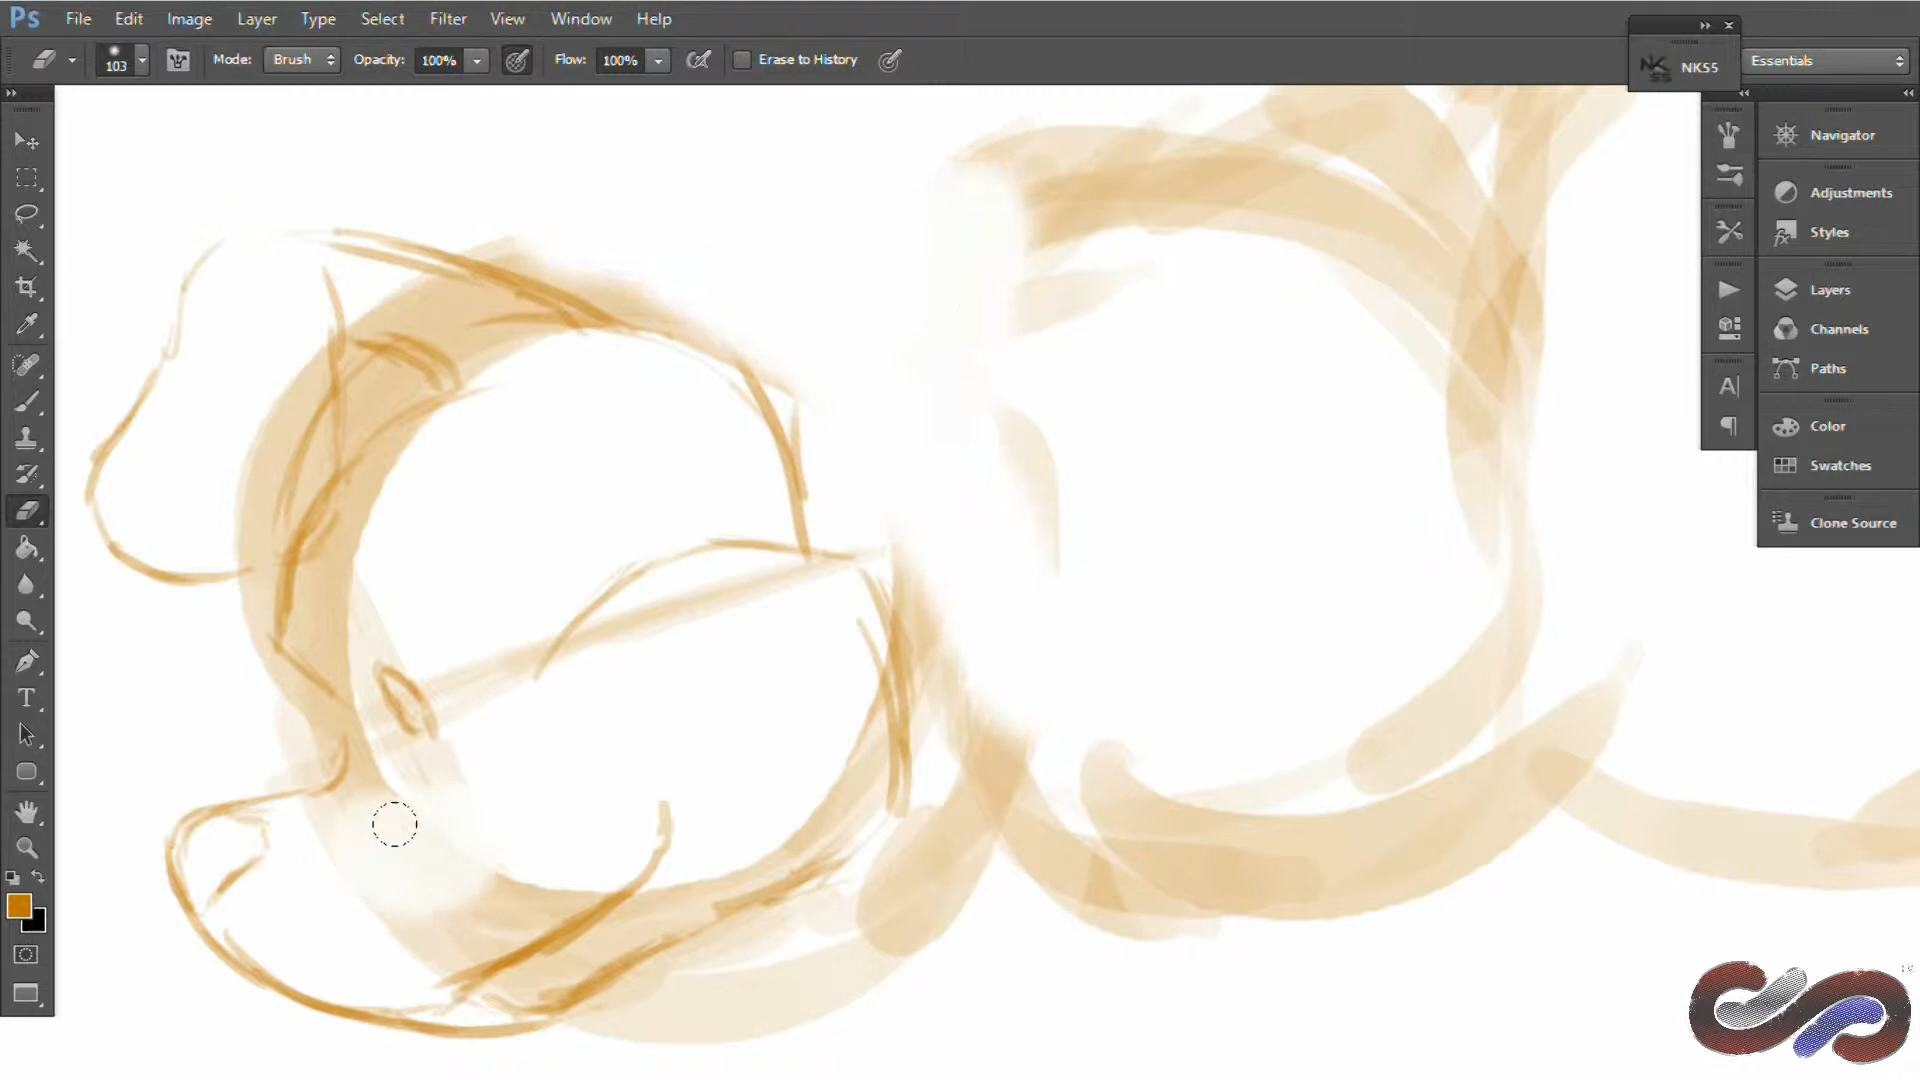 Ps File Edit Image Layer Type Select Filter View Window Help
103 Mode: Brush Opacity: 100% Flow: 100% Erase to History NK55 Essentials
Navigator
Adjustments
Styles
Layers
Channels
Paths
Color
Swatches
Clone Source